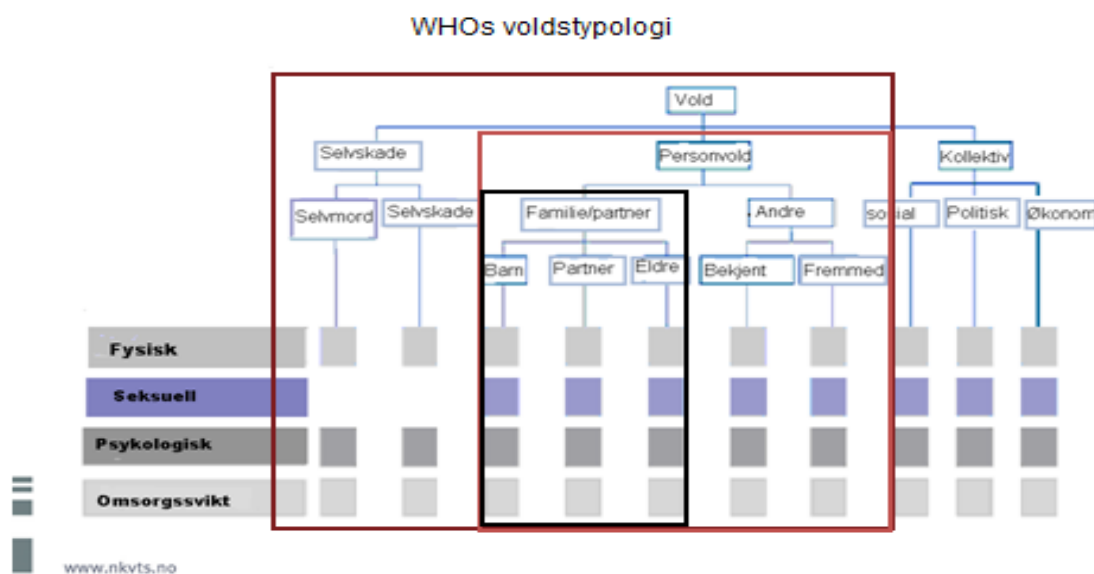 WHOs voldstypologi
Vold
Selvskade
Personvold
Kollektiv
Selvmord
Selvskade
Familie/partner
Andre
sosial
Politisk
Økonom
Barn
Partner
Eldre
Bekjent
Fremmed
Fysisk
Seksuell
Psykologisk
Omsorgssvikt
www.nkvts.no